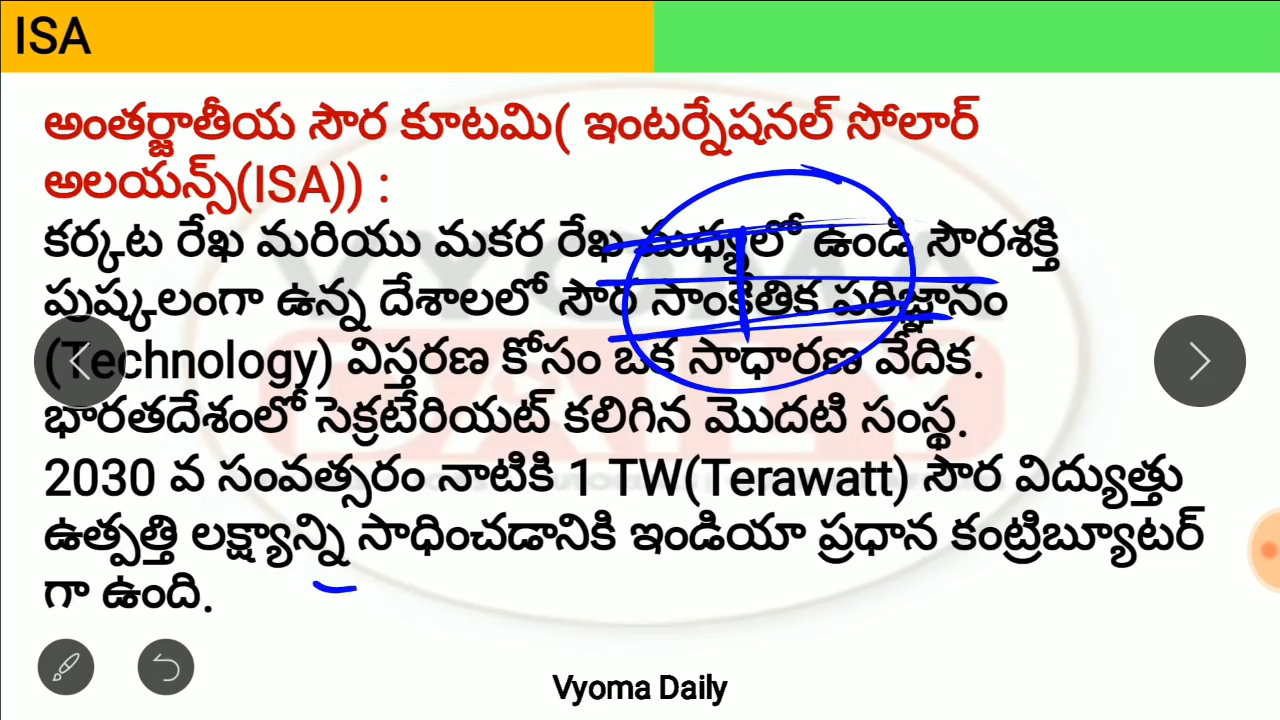 ISA
అంతర్జాతీయ సౌర కూటమి( ఇంటర్నేషనల్ సోలార్
అలయన్స్(ISA)) :
కర్కట రేఖ మరియు మకర రేఖ మధ్యలో ఉండి సౌరశక్తి
పుష్కలంగా ఉన్న దేశాలలో సౌర సాంకేతిక పరిజ్ఞానం
(Technology) విస్తరణ కోసం ఒక సాధారణ వేదిక.
భారతదేశంలో సెక్రటేరియట్ కలిగిన మొదటి సంస్థ.
2030 వ సంవత్సరం నాటికి 1 TW(Terawatt) సౌర విద్యుత్తు
ఉత్పత్తి లక్ష్యాన్ని సాధించడానికి ఇండియా ప్రధాన కంట్రిబ్యూటర్
గా ఉంది.
Vyoma Daily